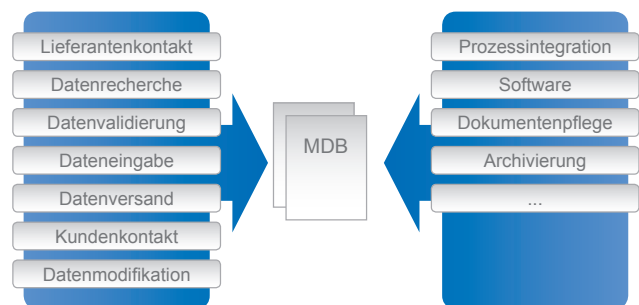 Lieferantenkontakt
Datenrecherche
Datenvalidierung
Dateneingabe
Datenversand
Kundenkontakt
Datenmodifikation
MDB
Prozessintegration
Software
Dokumentenpflege
Archivierung
...